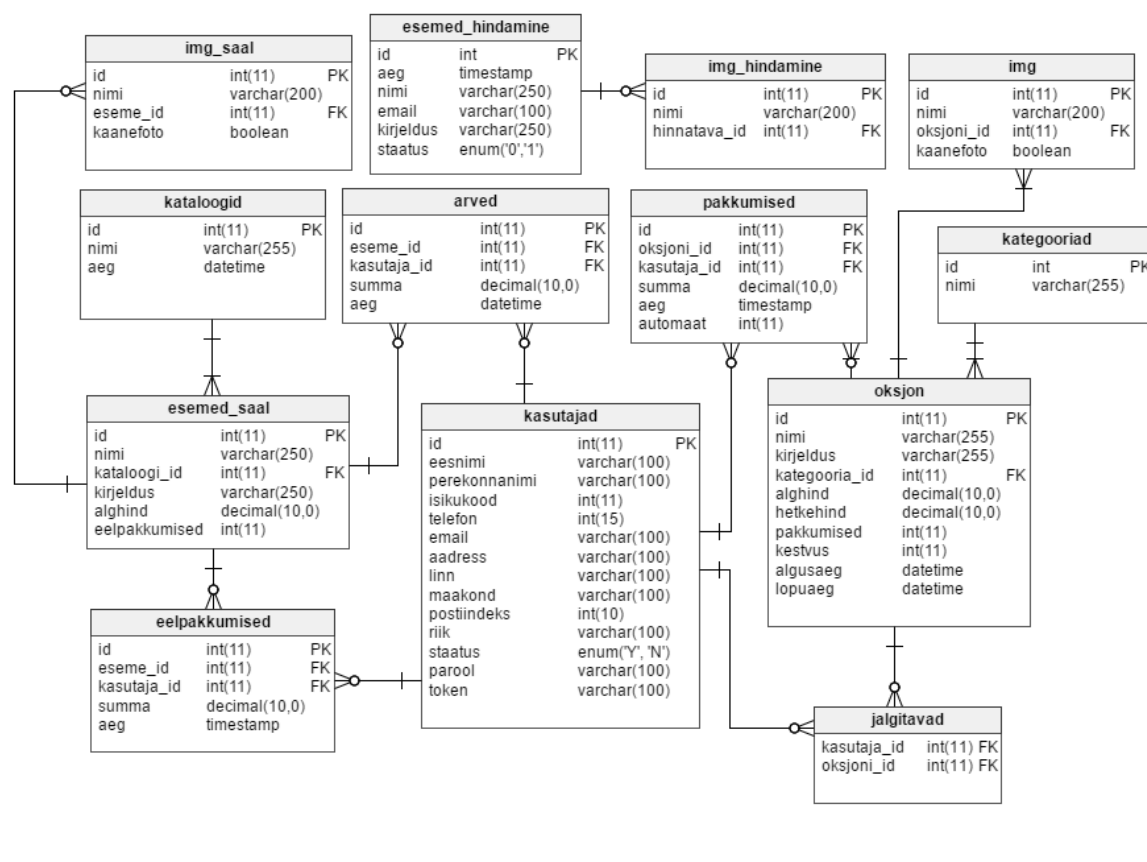 img_saal
id int(11) PK
nimi varchar(200)
eseme_id int(11) FK
kaanefoto boolean
esemed_hindamine
id int PK
aeg timestamp
nimi varchar(250)
email varchar(100)
kirjeldus varchar(250)
staatus enum('0','1')
img_hindamine
id int(11) PK
nimi varchar(200)
hinnatava_id int(11) FK
img
id int(11) PK
nimi varchar(200)
oksjoni_id int(11) FK
kaanefoto boolean
kataloogid
id int(11) PK
nimi varchar(255)
aeg datetime
arved
id int(11) PK
eseme_id int(11) FK
kasutaja_id int(11) FK
summa decimal(10,0)
aeg datetime
pakkumised
id int(11) PK
oksjoni_id int(11) FK
kasutaja_id int(11) FK
summa decimal(10,0)
aeg timestamp
automaat int(11)
kategooriad
id int PK
nimi varchar(255)
esemed_saal
id int(11) PK
nimi varchar(250)
kataloogi_id int(11) FK
kirjeldus varchar(250)
alghind decimal(10,0)
eelpakkumised int(11)
kasutajad
id int(11) PK
eesnimi varchar(100)
perekonnanimi varchar(100)
isikukood int(11)
telefon int(15)
email varchar(100)
aadress varchar(100)
linn varchar(100)
maakond varchar(100)
postiindeks int(10)
riik varchar(100)
staatus enum('Y', 'N')
parool varchar(100)
token varchar(100)
oksjon
id int(11) PK
nimi varchar(255)
kirjeldus varchar(255)
kategooria_id int(11) FK
alghind decimal(10,0)
hetkehind decimal(10,0)
pakkumised int(11)
kestvus int(11)
algusaeg datetime
lopuaeg datetime
eelpakkumised
id int(11) PK
eseme_id int(11) FK
kasutaja_id int(11) FK
summa decimal(10,0)
aeg timestamp
jalgitavad
kasutaja_id int(11) FK
oksjoni_id int(11) FK